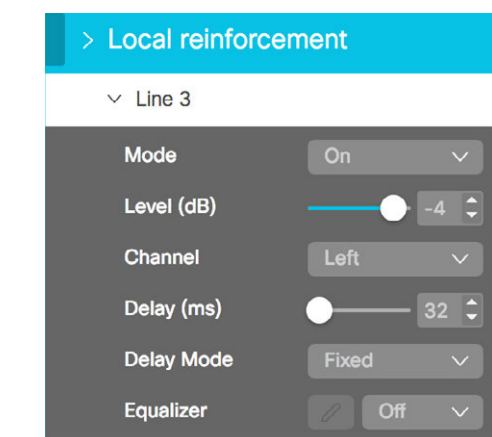 Local reinforcement
Line 3
Mode On
Level (dB) -4
Channel Left
Delay (ms) 32
Delay Mode Fixed
Equalizer Off